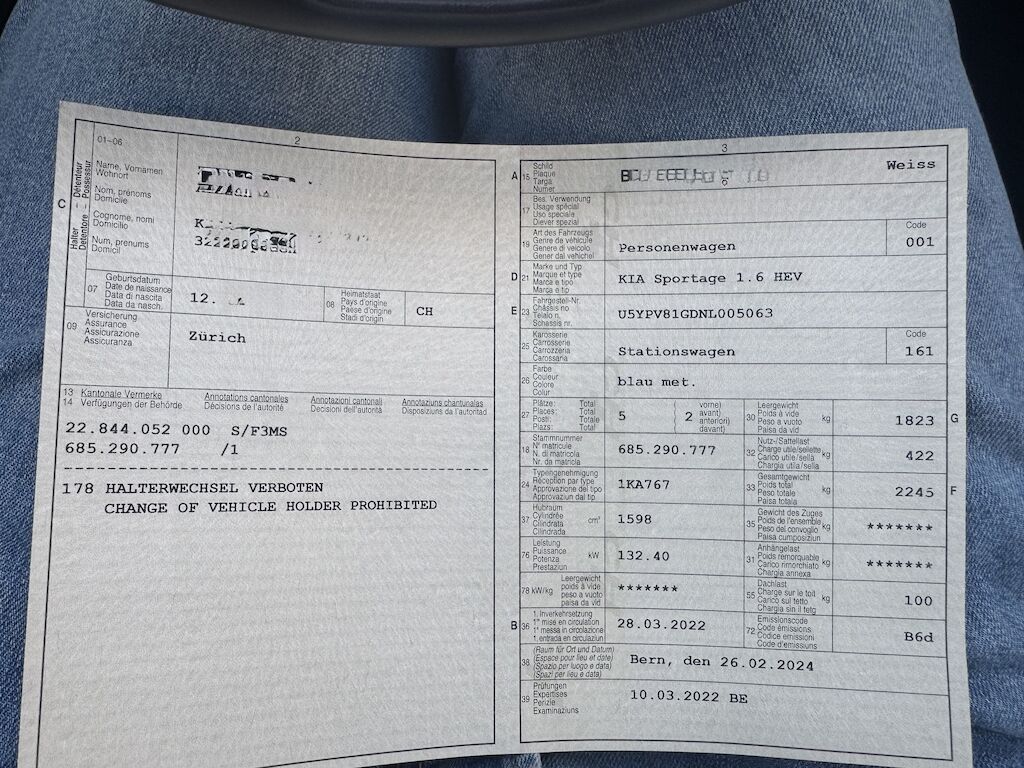 01-06
2
C
Halter – Detenteur
Detentore – Possessur
Name, Vornamen
Wohnort
Nom, prénoms
Domicile
Cognome, nomi
Domicilio
Num, prenums
Domicil
K
07
Geburtsdatum
Date de naissance
Data di nascita
Data da nasch.
12.
08
Heimatstaat
Pays d'origine
Paese d'origine
Stadi d'origin
CH
09
Versicherung
Assurance
Assicurazione
Assicuranza
Zürich
13 Kantonale Vermerke Annotations cantonales Annotazioni cantonali Annotaziuns chantunalas
14 Verfügungen der Behörde Décisions de l'autorité Decisioni dell'autorità Disposiziuns da l'autoritad
22.844.052 000 S/F3MS
685.290.777 /1
178 HALTERWECHSEL VERBOTEN
CHANGE OF VEHICLE HOLDER PROHIBITED
3
A 15
Schild
Plaque
Targa
Numer
Weiss
17
Bes. Verwendung
Usage spécial
Uso speciale
Diever spezial
19
Art des Fahrzeugs
Genre de véhicule
Genere di veicolo
Gener dal vehichel
Personenwagen
Code
001
D 21
Marke und Typ
Marque et type
Marca e tipo
Marca e tip
KIA Sportage 1.6 HEV
E 23
Fahrgestell-Nr.
Châssis no
Telaio n.
Schassis nr.
U5YPV81GDNL005063
25
Karosserie
Carrosserie
Carrozzeria
Carossaria
Stationswagen
Code
161
26
Farbe
Couleur
Colore
Colur
blau met.
27
Plätze: Total
Places: Total
Posti: Totale
Plazs: Total
5
( 2
vorne)
avant)
anteriori)
davant)
30
Leergewicht
Poids à vide
Peso a vuoto
Paisa da vid
kg
1823
G
18
Stammnummer
N° matricule
N. di matricola
Nr. da matricla
685.290.777
32
Nutz-/Sattellast
Charge utile/sellette
Carico utile/sella
Chargia utila/sella
kg
422
24
Typengenehmigung
Réception par type
Approvazione del tipo
Approvaziun dal tip
1KA767
33
Gesamtgewicht
Poids total
Peso totale
Paisa totala
kg
2245
F
37
Hubraum
Cylindrée
Cilindrata
Cilindrada
cm³
1598
35
Gewicht des Zuges
Poids de l'ensemble
Peso del convoglio
Paisa cumposiziun
kg
*******
76
Leistung
Puissance
Potenza
Prestaziun
kW
132.40
31
Anhängelast
Poids remorquable
Carico rimorchiato
Chargia annexa
kg
*******
78 kW/kg
Leergewicht
poids à vide
peso a vuoto
paisa da vid
*******
55
Dachlast
Charge sur le toit
Carico sul tetto
Chargia sin il tetg
kg
100
B 36
1. Inverkehrsetzung
1re mise en circulation
1a messa in circolazione
1. entrada en circulaziun
28.03.2022
72
Emissionscode
Code émissions
Codice emissioni
Code d'emissiuns
B6d
38
(Raum für Ort und Datum)
(Espace pour lieu et date)
(Spazio per luogo e data)
(Spazi per lieu e data)
Bern, den 26.02.2024
39
Prüfungen
Expertises
Perizie
Examinaziuns
10.03.2022 BE